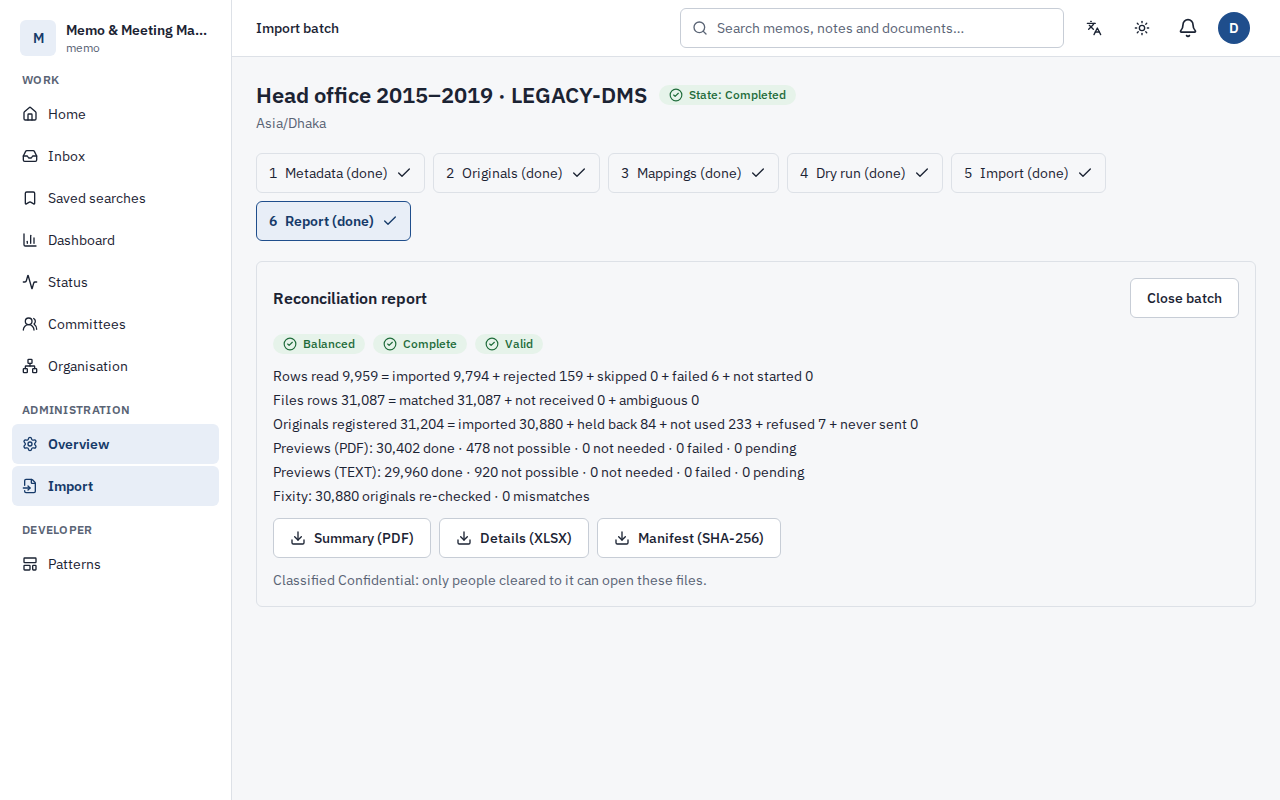 M
Memo & Meeting Ma...
memo
WORK
Home
Inbox
Saved searches
Dashboard
Status
Committees
Organisation
ADMINISTRATION
Overview
Import
DEVELOPER
Patterns
Import batch
Search memos, notes and documents...
D
Head office 2015–2019 · LEGACY-DMS
State: Completed
Asia/Dhaka
1 Metadata (done)
2 Originals (done)
3 Mappings (done)
4 Dry run (done)
5 Import (done)
6 Report (done)
Reconciliation report
Close batch
Balanced
Complete
Valid
Rows read 9,959 = imported 9,794 + rejected 159 + skipped 0 + failed 6 + not started 0
Files rows 31,087 = matched 31,087 + not received 0 + ambiguous 0
Originals registered 31,204 = imported 30,880 + held back 84 + not used 233 + refused 7 + never sent 0
Previews (PDF): 30,402 done · 478 not possible · 0 not needed · 0 failed · 0 pending
Previews (TEXT): 29,960 done · 920 not possible · 0 not needed · 0 failed · 0 pending
Fixity: 30,880 originals re-checked · 0 mismatches
Summary (PDF)
Details (XLSX)
Manifest (SHA-256)
Classified Confidential: only people cleared to it can open these files.